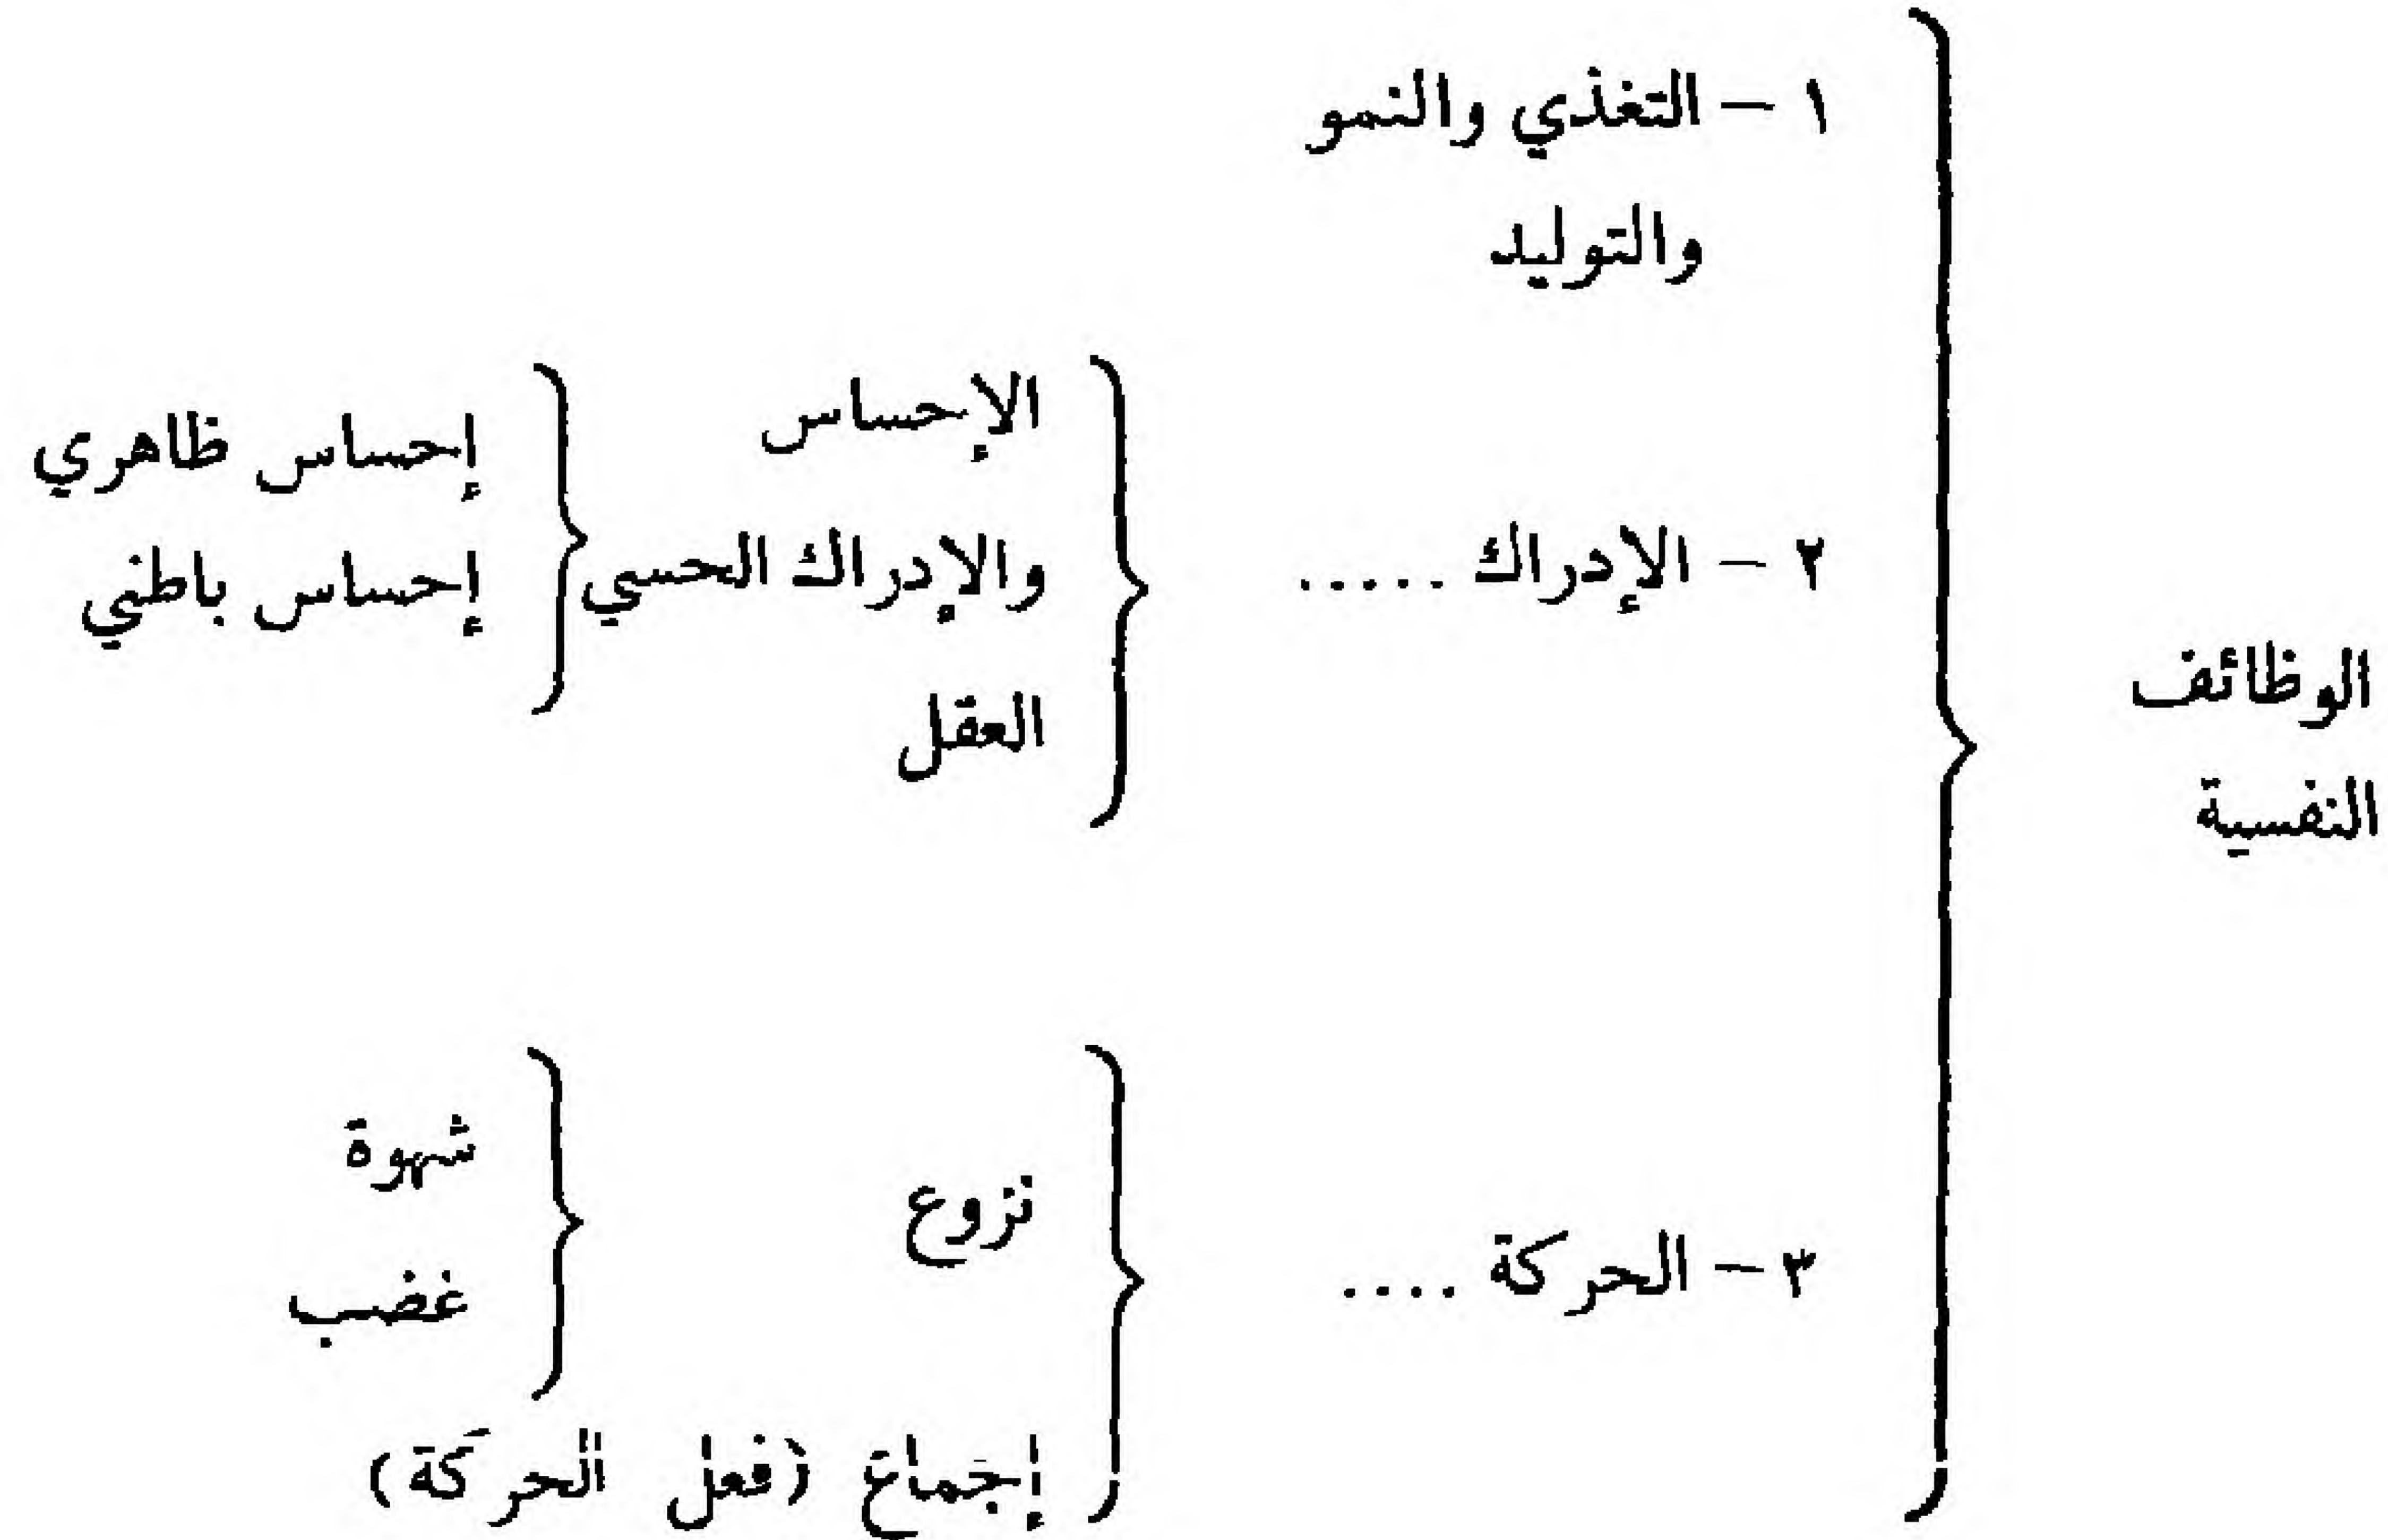 الوظائف
النفسية
١ - التغذي والنمو
والتوليد
٢ - الإدراك .....
الإحساس
والإدراك الحسي
العقل
إحساس ظاهري
إحساس باطني
٣ - الحركة ....
نزوع
شهوة
غضب
إجماع (فعل الحركة)